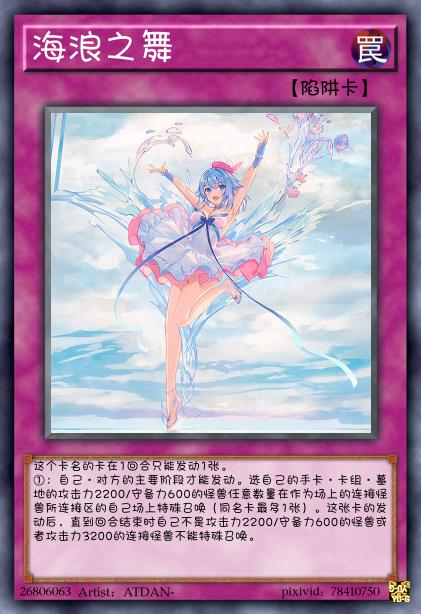 海浪之舞
罠
【陷阱卡】
这个卡名的卡在1回合只能发动1张。
①：自己·对方的主要阶段才能发动。选自己的手卡·卡组·墓
地的攻击力2200/守备力600的怪兽任意数量在作为场上的连接怪
兽所连接区的自己场上特殊召唤（同名卡最多1张）。这张卡的发
动后，直到回合结束时自己不是攻击力2200/守备力600的怪兽或
者攻击力3200的连接怪兽不能特殊召唤。
26806063 Artist： ATDAN- pixivid： 78410750